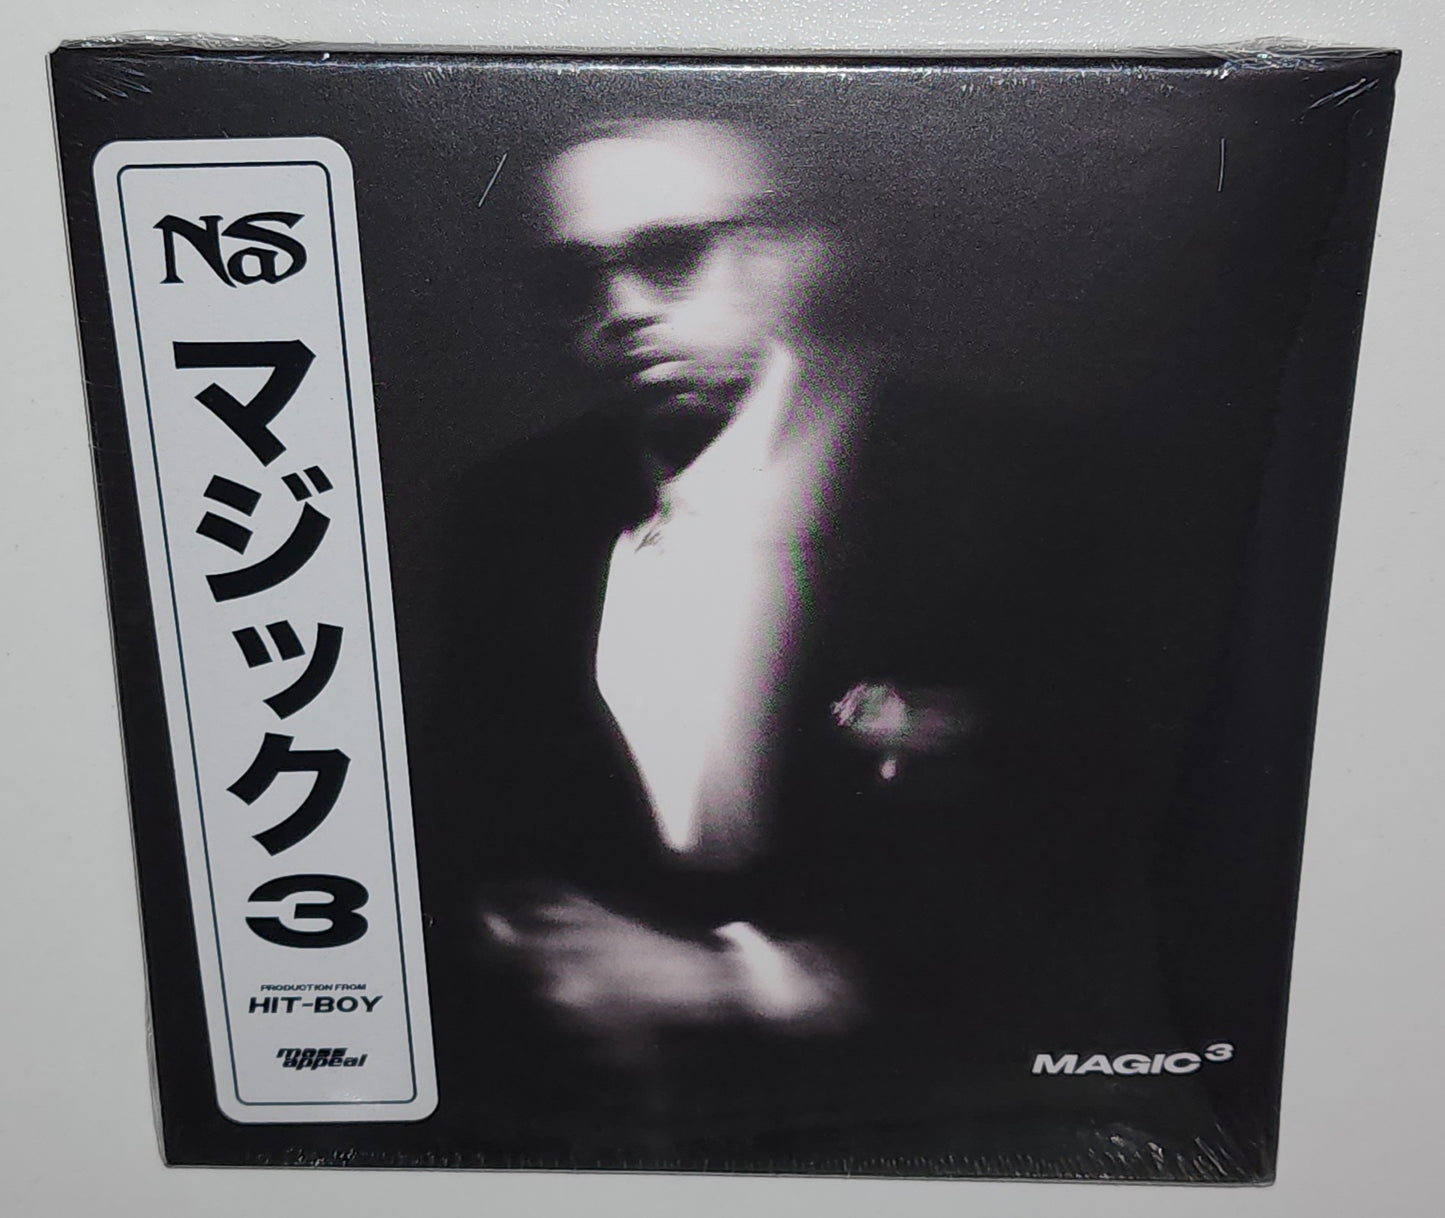 NaS
マジック3
PRODUCTION FROM
HIT-BOY
mass
appeal
MAGIC³